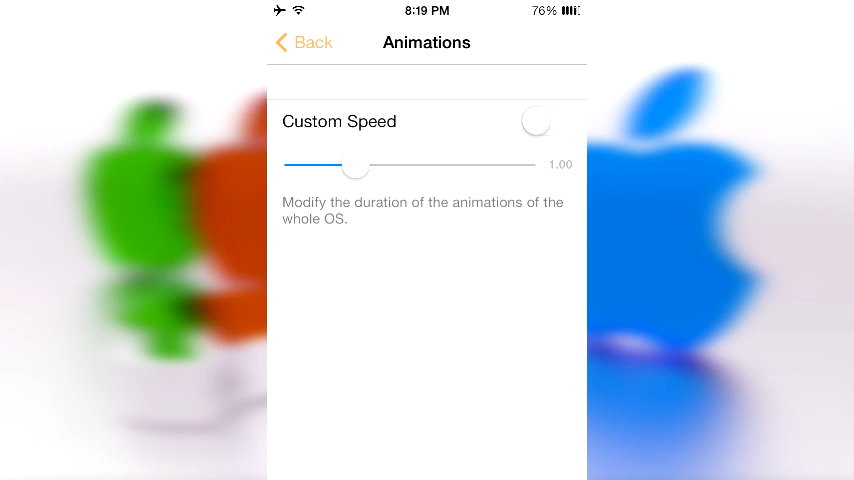 8:19 PM 76%
Back Animations
Custom Speed
1.00
Modify the duration of the animations of the
whole OS.